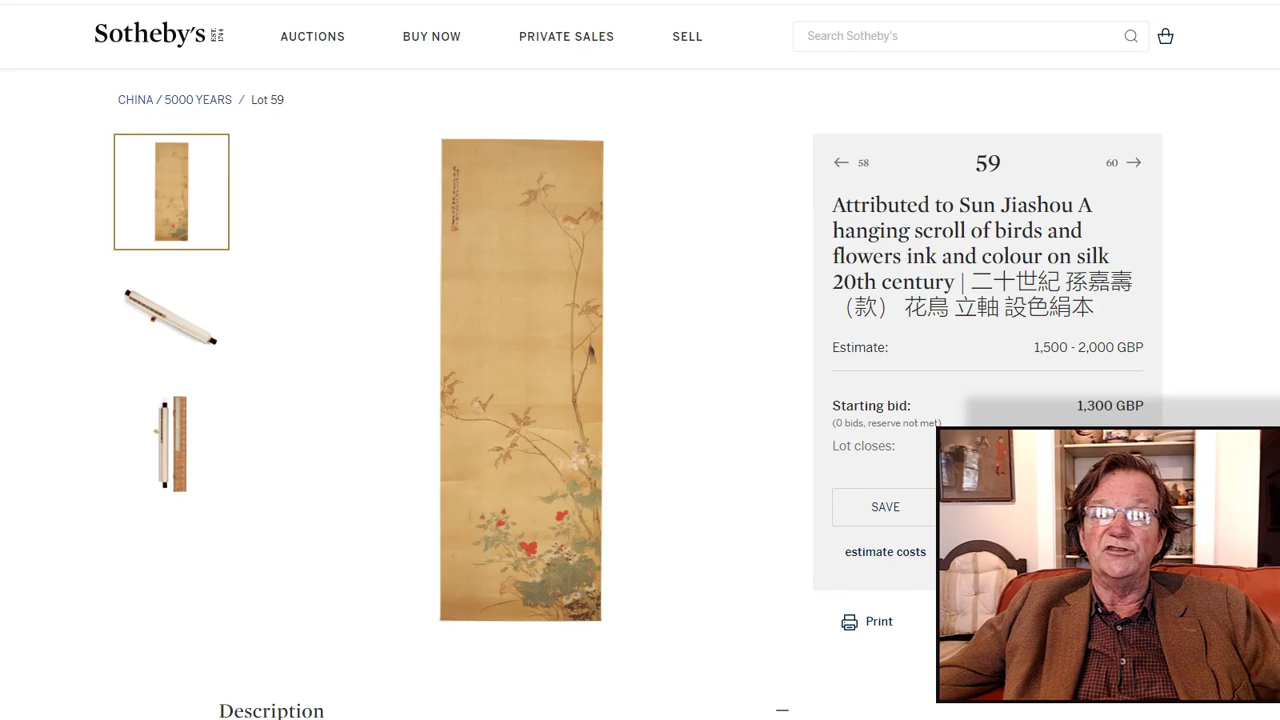 Sotheby's EST. 1744
AUCTIONS
BUY NOW
PRIVATE SALES
SELL
Search Sotheby's
CHINA / 5000 YEARS / Lot 59
58
59
60
Attributed to Sun Jiashou A
hanging scroll of birds and
flowers ink and colour on silk
20th century | 二十世紀 孫嘉壽
（款） 花鳥 立軸 設色絹本
Estimate:
1,500 - 2,000 GBP
Starting bid:
1,300 GBP
(0 bids, reserve not met)
Lot closes:
SAVE
estimate costs
Print
Description